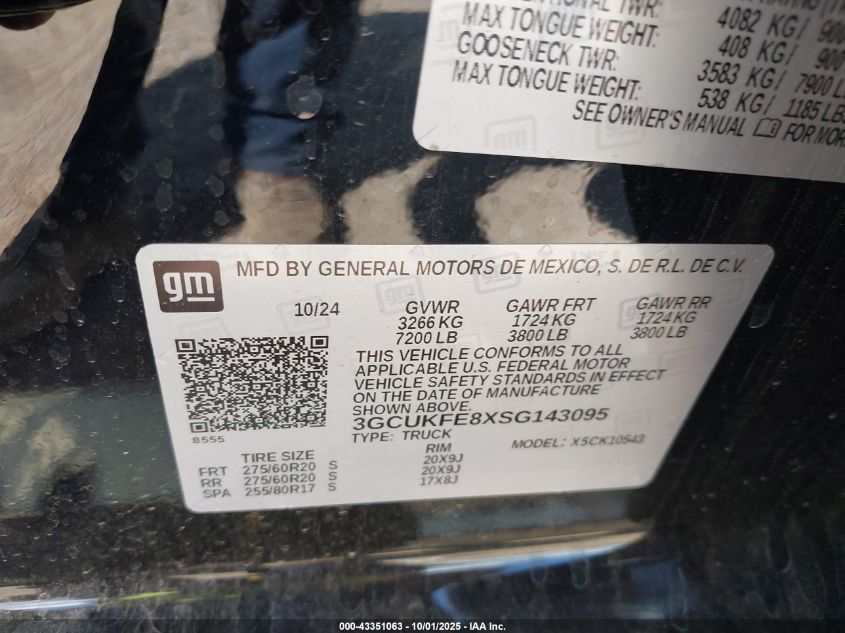 TWR:
MAX TONGUE WEIGHT: 4082 KG/ 900
GOOSENECK TWR: 408 KG/ 900
MAX TONGUE WEIGHT: 3583 KG/ 7900 LB
538 KG/ 1185 LBS
SEE OWNER'S MANUAL FOR MORE
gm MFD BY GENERAL MOTORS DE MEXICO, S. DE R.L. DE C.V.
10/24 GVWR GAWR FRT GAWR RR
3266 KG 1724 KG 1724 KG
7200 LB 3800 LB 3800 LB
THIS VEHICLE CONFORMS TO ALL
APPLICABLE U.S. FEDERAL MOTOR
VEHICLE SAFETY STANDARDS IN EFFECT
ON THE DATE OF MANUFACTURE
SHOWN ABOVE.
8555 3GCUKFE8XSG143095
TYPE: TRUCK MODEL: X5CK10543
TIRE SIZE RIM
FRT 275/60R20 S 20X9J
RR 275/60R20 S 20X9J
SPA 255/80R17 S 17X8J
000-43351063 - 10/01/2025 - IAA Inc.